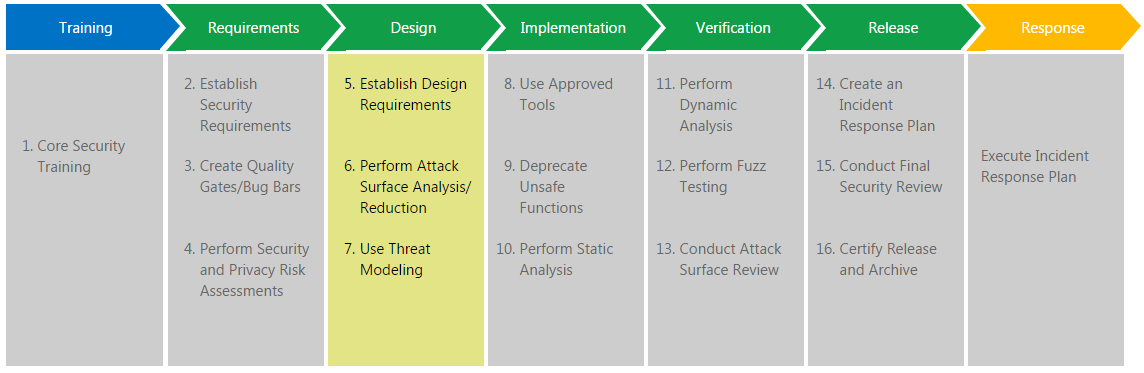 Training
Requirements
Design
Implementation
Verification
Release
Response
1. Core Security
Training
2. Establish
Security
Requirements
3. Create Quality
Gates/Bug Bars
4. Perform Security
and Privacy Risk
Assessments
5. Establish Design
Requirements
6. Perform Attack
Surface Analysis/
Reduction
7. Use Threat
Modeling
8. Use Approved
Tools
9. Deprecate
Unsafe
Functions
10. Perform Static
Analysis
11. Perform
Dynamic
Analysis
12. Perform Fuzz
Testing
13. Conduct Attack
Surface Review
14. Create an
Incident
Response Plan
15. Conduct Final
Security Review
16. Certify Release
and Archive
Execute Incident
Response Plan